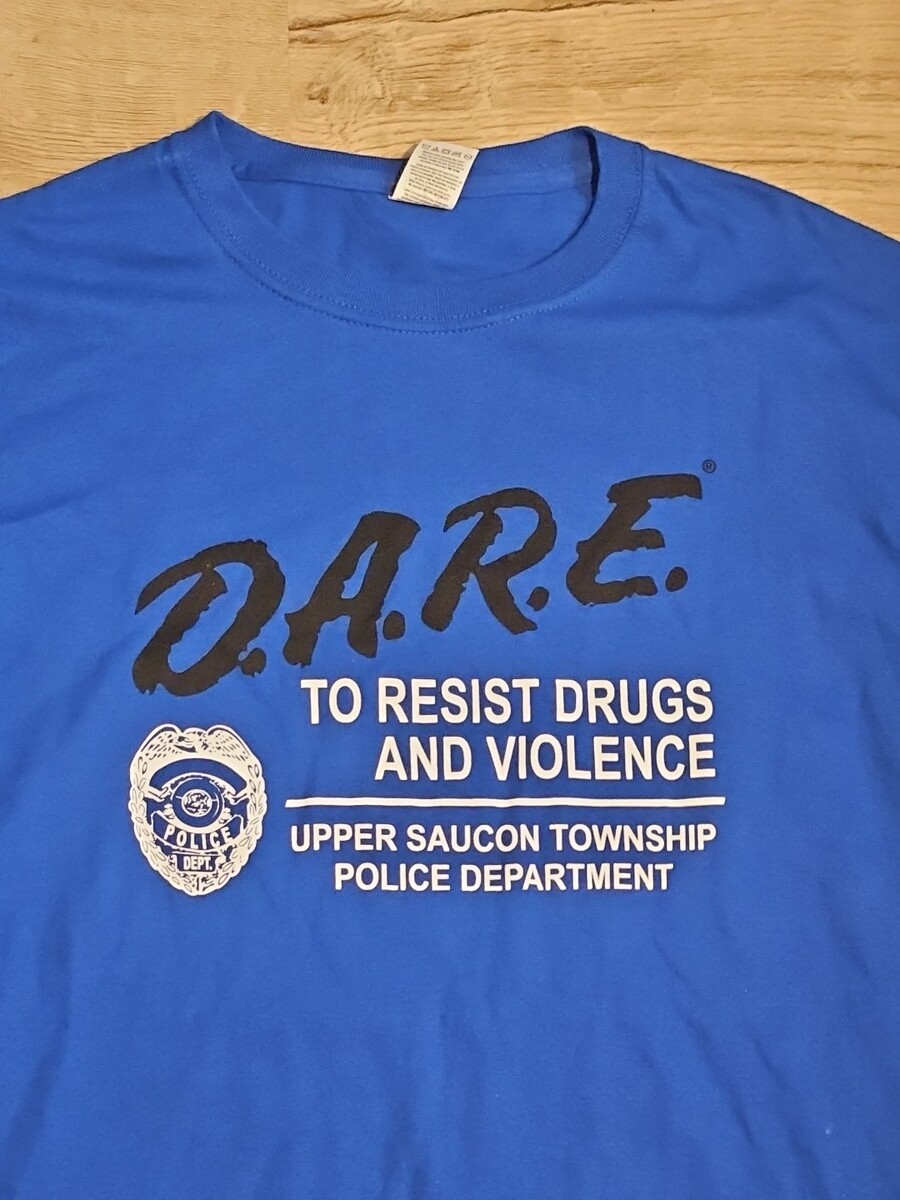 D.A.R.E.®
TO RESIST DRUGS
AND VIOLENCE
POLICE
DEPT.
UPPER SAUCON TOWNSHIP
POLICE DEPARTMENT